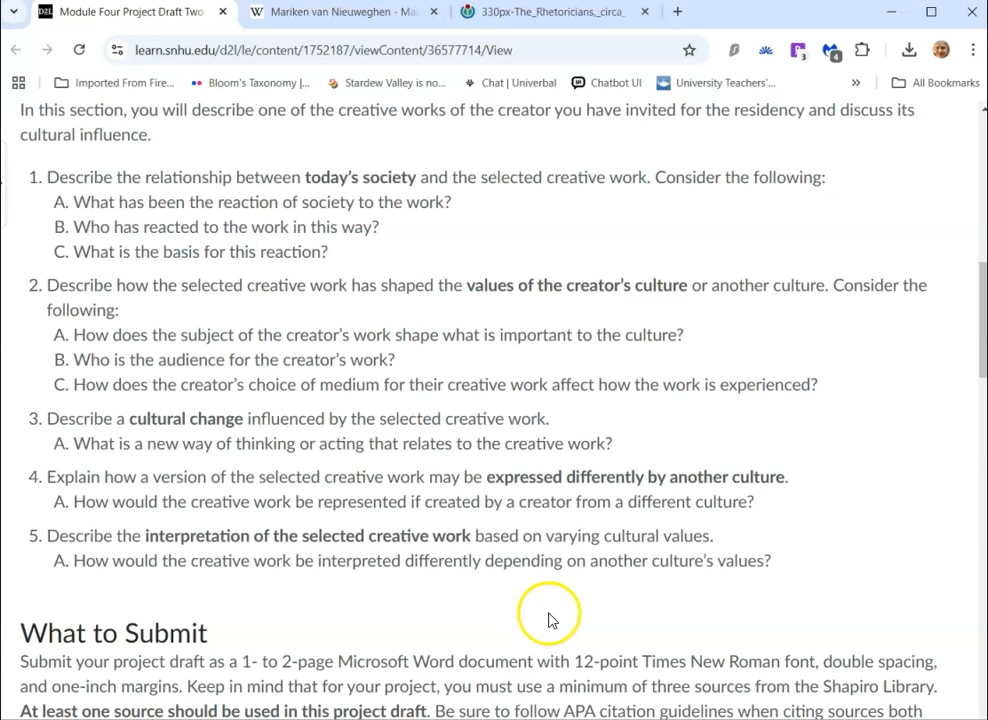 Module Four Project Draft Two
Mariken van Nieuweghen - Ma
330px-The_Rhetoricians,_circa_
learn.snhu.edu/d2l/le/content/1752187/viewContent/36577714/View
3
4
Imported From Fire...
Bloom's Taxonomy |...
Stardew Valley is no...
Chat | Univerbal
Chatbot UI
University Teachers'...
»
All Bookmarks
In this section, you will describe one of the creative works of the creator you have invited for the residency and discuss its
cultural influence.
1. Describe the relationship between today's society and the selected creative work. Consider the following:
A. What has been the reaction of society to the work?
B. Who has reacted to the work in this way?
C. What is the basis for this reaction?
2. Describe how the selected creative work has shaped the values of the creator's culture or another culture. Consider the
following:
A. How does the subject of the creator's work shape what is important to the culture?
B. Who is the audience for the creator's work?
C. How does the creator's choice of medium for their creative work affect how the work is experienced?
3. Describe a cultural change influenced by the selected creative work.
A. What is a new way of thinking or acting that relates to the creative work?
4. Explain how a version of the selected creative work may be expressed differently by another culture.
A. How would the creative work be represented if created by a creator from a different culture?
5. Describe the interpretation of the selected creative work based on varying cultural values.
A. How would the creative work be interpreted differently depending on another culture's values?
What to Submit
Submit your project draft as a 1- to 2-page Microsoft Word document with 12-point Times New Roman font, double spacing,
and one-inch margins. Keep in mind that for your project, you must use a minimum of three sources from the Shapiro Library.
At least one source should be used in this project draft. Be sure to follow APA citation guidelines when citing sources both